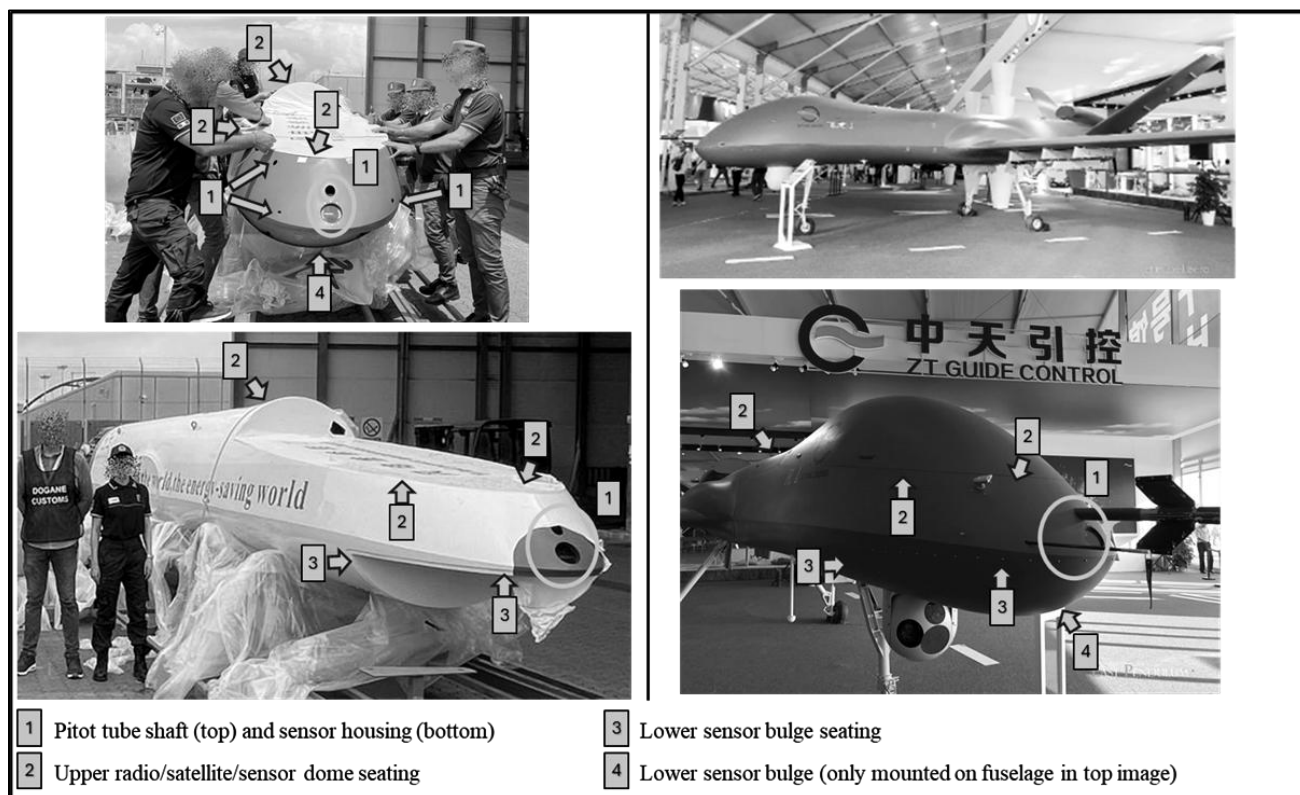 2
2
2
1
1
1
4
2
2
DOGANE
CUSTOMS
world,the energy-saving world
1
2
3
3
中天引控
ZT GUIDE CONTROL
2
2
1
2
3
3
4
1 Pitot tube shaft (top) and sensor housing (bottom)
2 Upper radio/satellite/sensor dome seating
3 Lower sensor bulge seating
4 Lower sensor bulge (only mounted on fuselage in top image)